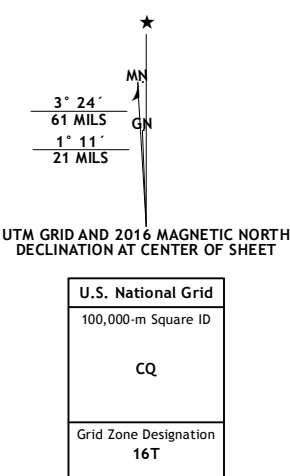 ★
MN
3° 24´
61 MILS
GN
1° 11´
21 MILS
UTM GRID AND 2016 MAGNETIC NORTH
DECLINATION AT CENTER OF SHEET
U.S. National Grid
100,000-m Square ID
CQ
Grid Zone Designation
16T